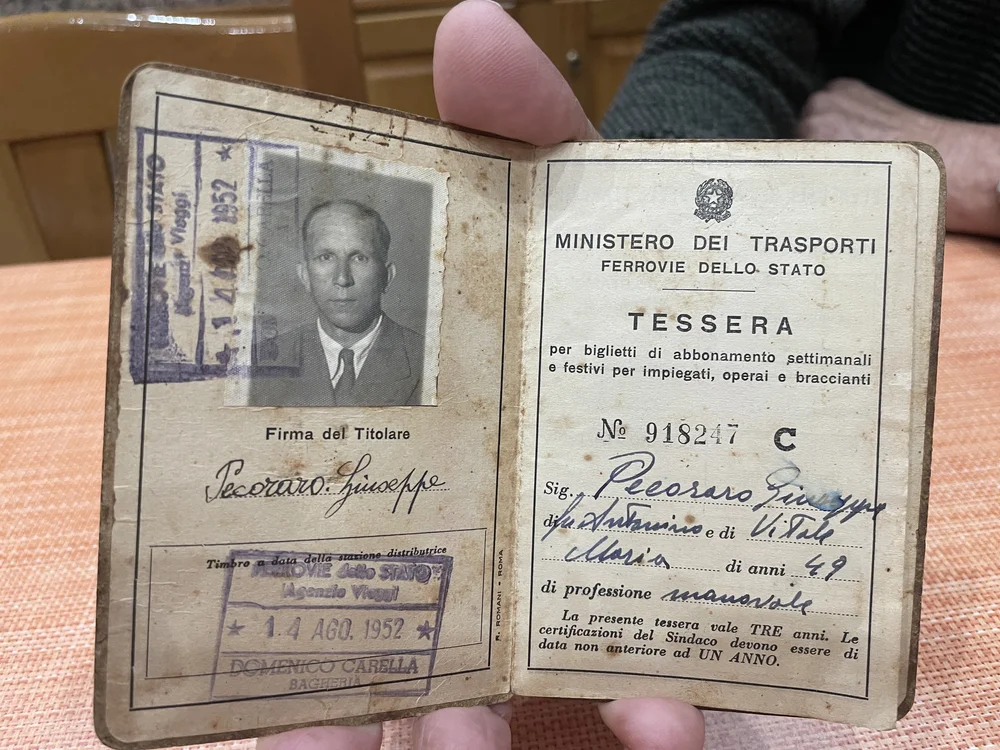 STATO
Agenzia Viaggi
14 AGO 1952
Firma del Titolare
Pecoraro Giuseppe
Timbro a data della stazione distributrice
FERROVIE dello STATO
(Agenzia Viaggi)
★ 14 AGO. 1952 ★
DOMENICO CARELLA
BAGHERIA
R. ROMANI - ROMA
MINISTERO DEI TRASPORTI
FERROVIE DELLO STATO
TESSERA
per biglietti di abbonamento settimanali
e festivi per impiegati, operai e braccianti
No 918247 C
Sig. Pecoraro Giuseppe
di fu Antonino e di Vitale
Maria di anni 49
di professione manovale
La presente tessera vale TRE anni. Le
certificazioni del Sindaco devono essere di
data non anteriore ad UN ANNO.